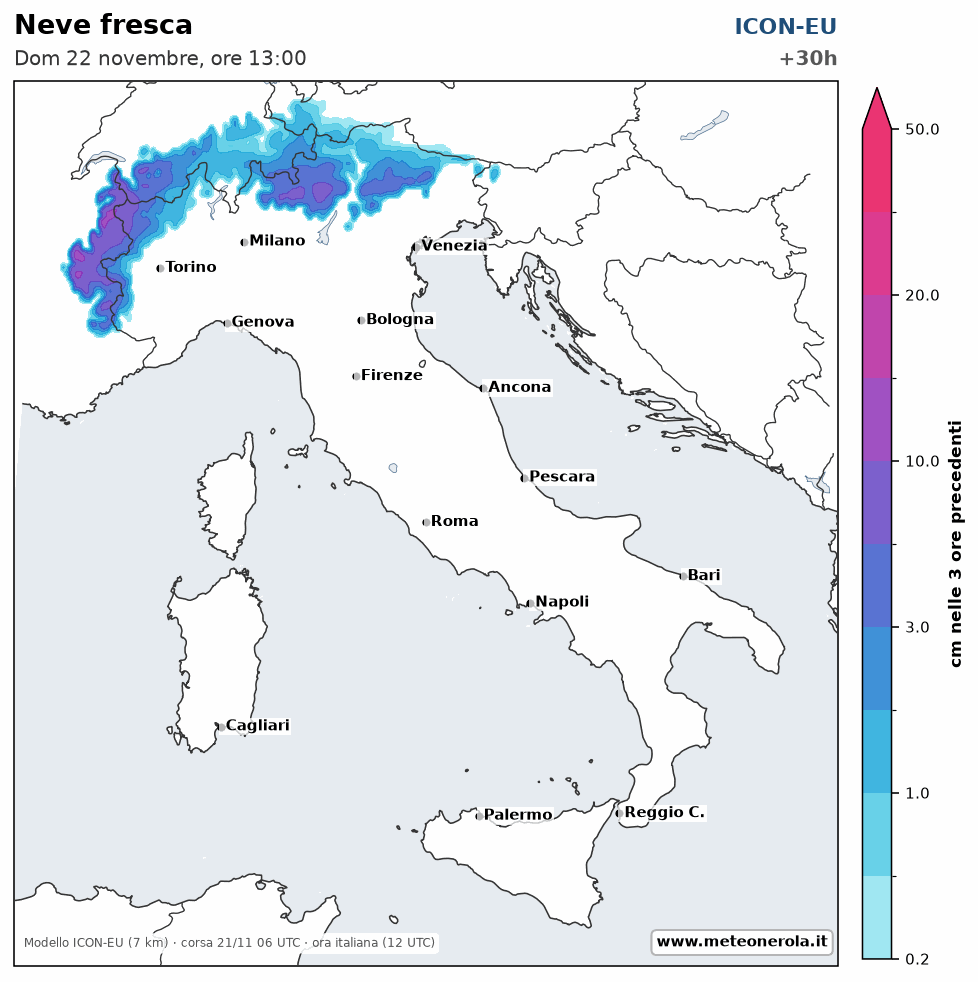 Neve fresca
ICON-EU
Dom 22 novembre, ore 13:00
+30h
Milano
Venezia
Torino
Genova
Bologna
Firenze
Ancona
Pescara
Roma
Bari
Napoli
Cagliari
Palermo
Reggio C.
Modello ICON-EU (7 km) · corsa 21/11 06 UTC · ora italiana (12 UTC)
www.meteonerola.it
50.0
20.0
10.0
3.0
1.0
0.2
cm nelle 3 ore precedenti